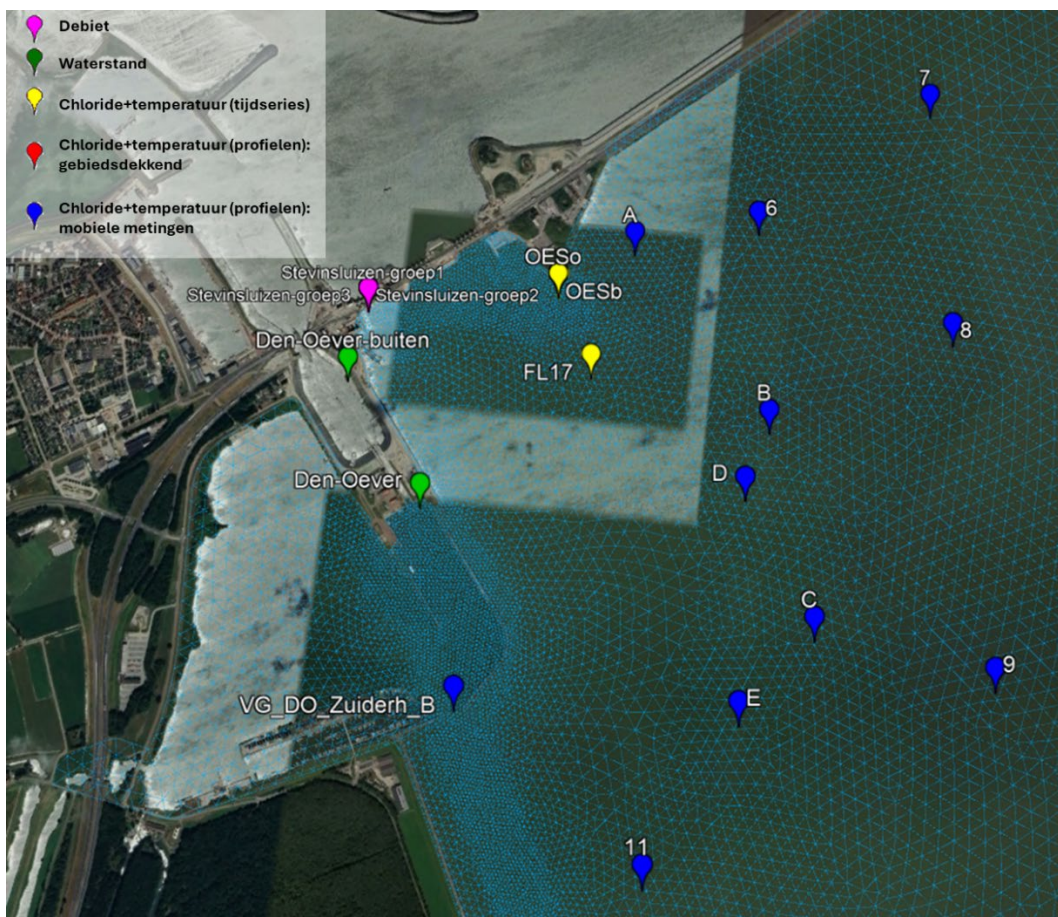 Debiet
Waterstand
Chloride+temperatuur (tijdseries)
Chloride+temperatuur (profielen):
gebiedsdekkend
Chloride+temperatuur (profielen):
mobiele metingen
7
6
A
OESo
Stevinsluizen-groep1
OESb
Stevinsluizen-groep3
Stevinsluizen-groep2
8
Den-Oever-buiten
FL17
B
D
Den-Oever
C
9
VG_DO_Zuiderh_B
E
11